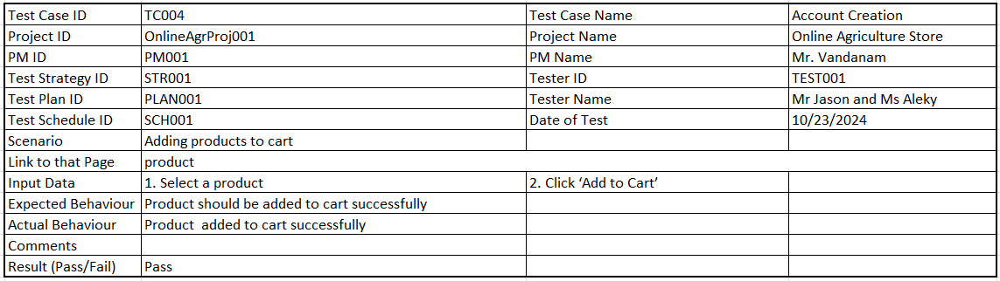 Test Case ID TC004 Test Case Name Account Creation
Project ID OnlineAgrProj001 Project Name Online Agriculture Store
PM ID PM001 PM Name Mr. Vandanam
Test Strategy ID STR001 Tester ID TEST001
Test Plan ID PLAN001 Tester Name Mr Jason and Ms Aleky
Test Schedule ID SCH001 Date of Test 10/23/2024
Scenario Adding products to cart
Link to that Page product
Input Data 1. Select a product 2. Click ‘Add to Cart’
Expected Behaviour Product should be added to cart successfully
Actual Behaviour Product  added to cart successfully
Comments
Result (Pass/Fail) Pass